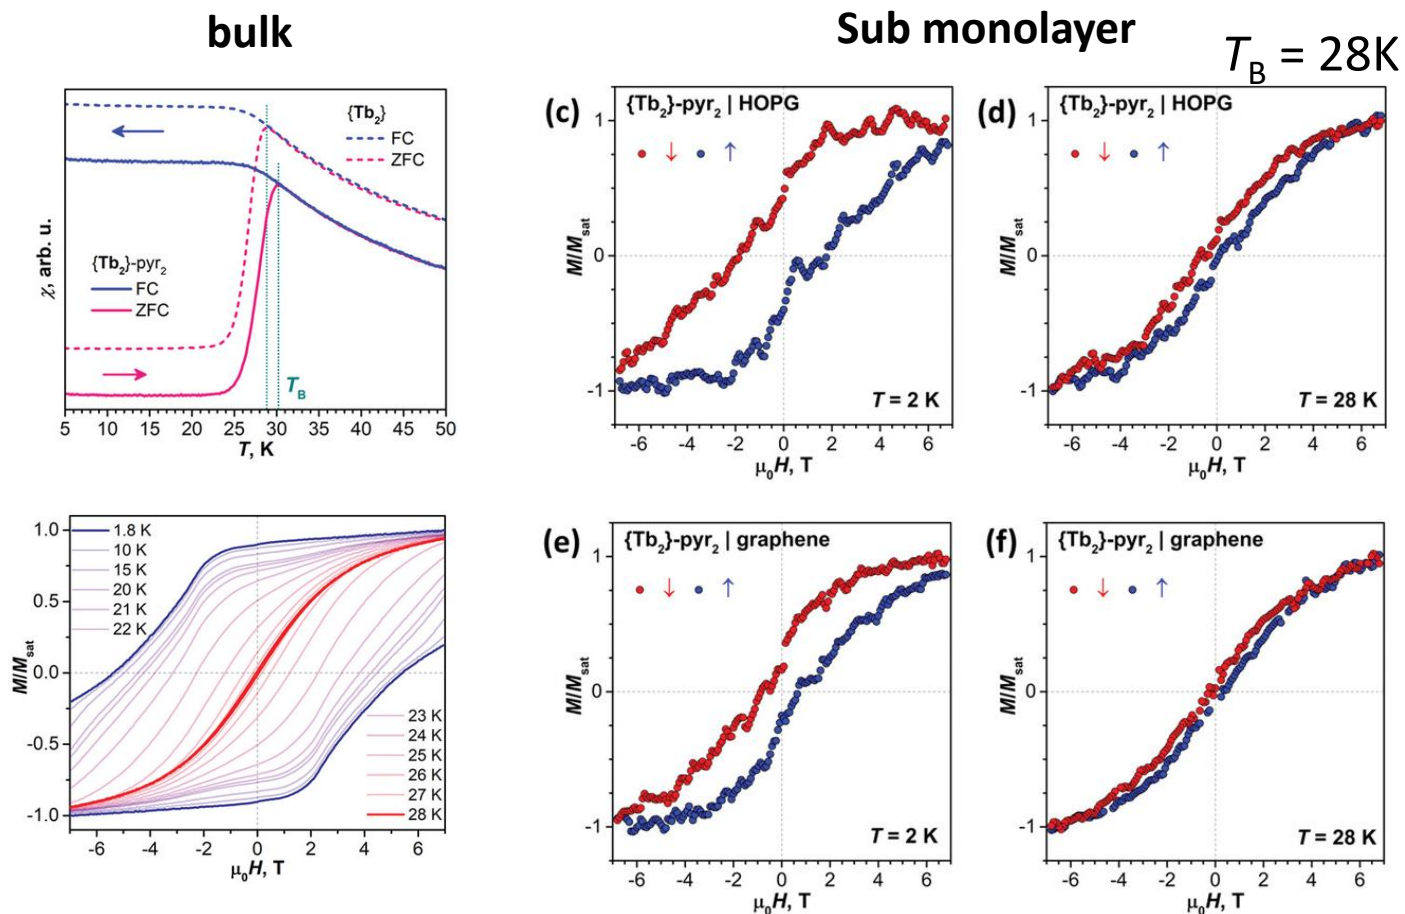 bulk
Sub monolayer
T_B = 28K
{Tb₂}
FC
ZFC
{Tb₂}-pyr₂
FC
ZFC
T_B
χ, arb. u.
5 10 15 20 25 30 35 40 45 50
T, K
(c) {Tb₂}-pyr₂ | HOPG
↓ ↑
1
0
-1
M/M_sat
T = 2 K
-6 -4 -2 0 2 4 6
μ₀H, T
(d) {Tb₂}-pyr₂ | HOPG
↓ ↑
1
0
-1
M/M_sat
T = 28 K
-6 -4 -2 0 2 4 6
μ₀H, T
1.0
0.5
0.0
-0.5
-1.0
M/M_sat
1.8 K
10 K
15 K
20 K
21 K
22 K
23 K
24 K
25 K
26 K
27 K
28 K
-6 -4 -2 0 2 4 6
μ₀H, T
(e) {Tb₂}-pyr₂ | graphene
↓ ↑
1
0
-1
M/M_sat
T = 2 K
-6 -4 -2 0 2 4 6
μ₀H, T
(f) {Tb₂}-pyr₂ | graphene
↓ ↑
1
0
-1
M/M_sat
T = 28 K
-6 -4 -2 0 2 4 6
μ₀H, T